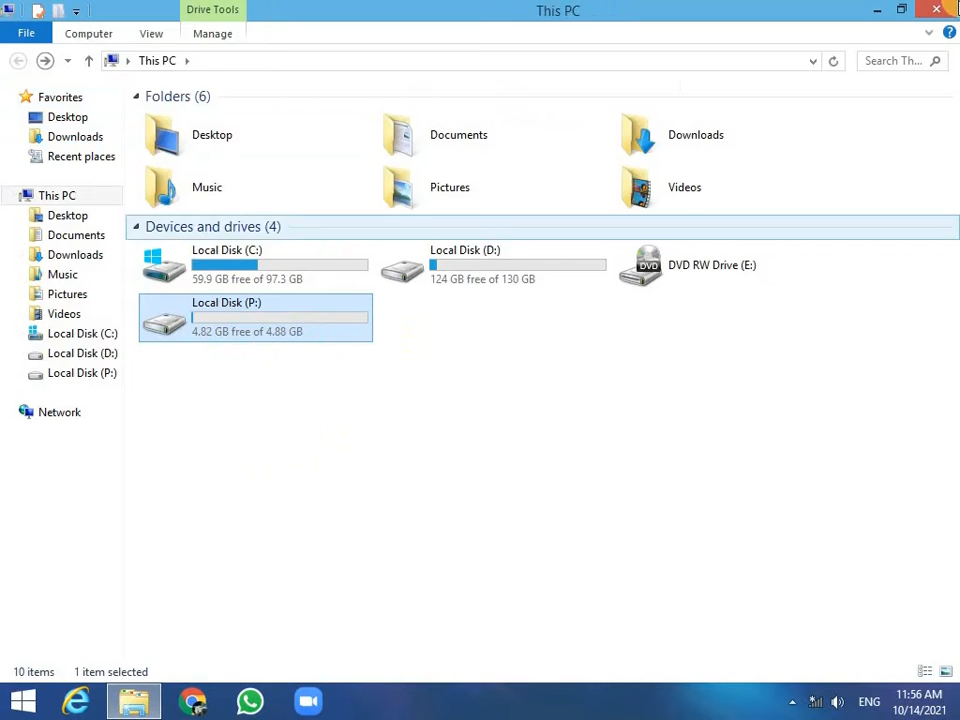 Drive Tools
This PC
File
Computer
View
Manage
This PC
Search Th...
Favorites
Desktop
Downloads
Recent places
This PC
Desktop
Documents
Downloads
Music
Pictures
Videos
Local Disk (C:)
Local Disk (D:)
Local Disk (P:)
Network
Folders (6)
Desktop
Documents
Downloads
Music
Pictures
Videos
Devices and drives (4)
Local Disk (C:)
59.9 GB free of 97.3 GB
Local Disk (D:)
124 GB free of 130 GB
DVD
DVD RW Drive (E:)
Local Disk (P:)
4.82 GB free of 4.88 GB
10 items
1 item selected
ENG
11:56 AM
10/14/2021